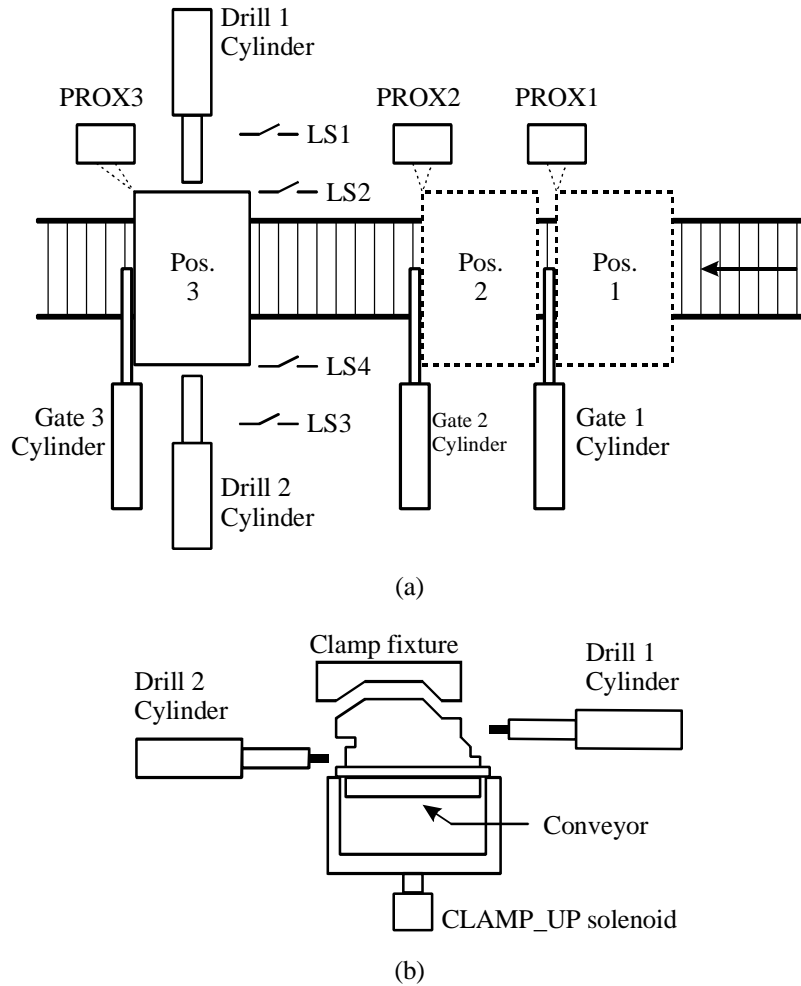 Drill 1
Cylinder
PROX3
PROX2
PROX1
LS1
LS2
Pos.
3
Pos.
2
Pos.
1
LS4
LS3
Gate 3
Cylinder
Gate 2
Cylinder
Gate 1
Cylinder
Drill 2
Cylinder
(a)
Clamp fixture
Drill 1
Cylinder
Drill 2
Cylinder
Conveyor
CLAMP_UP solenoid
(b)